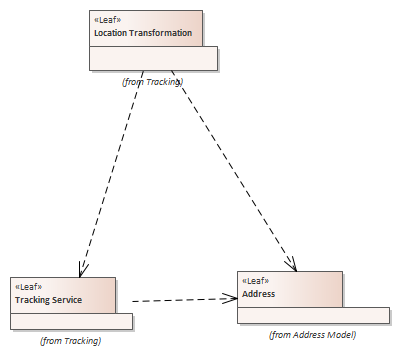 «Leaf»
Location Transformation
(from Tracking)
«Leaf»
Tracking Service
(from Tracking)
«Leaf»
Address
(from Address Model)